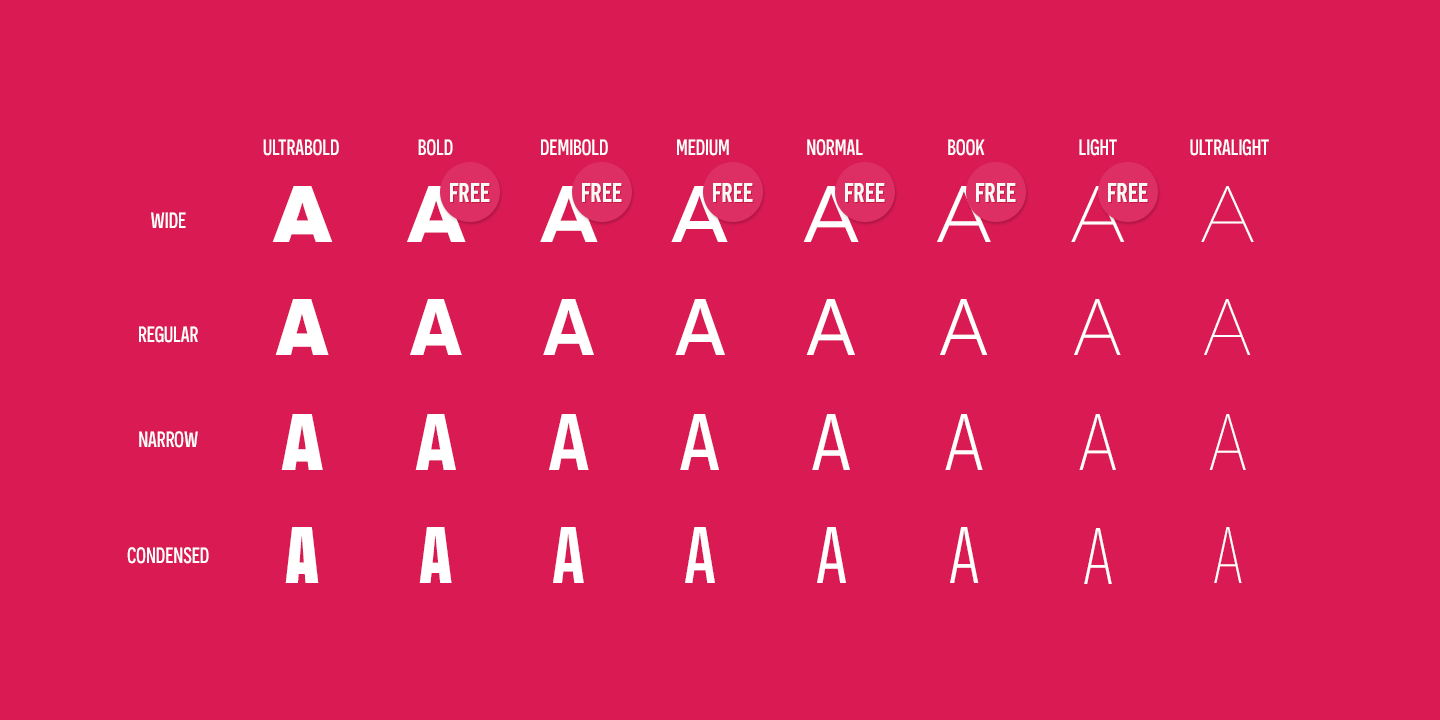 ULTRABOLD BOLD DEMIBOLD MEDIUM NORMAL BOOK LIGHT ULTRALIGHT
FREE FREE FREE FREE FREE FREE
WIDE A A A A A A A A
REGULAR A A A A A A A A
NARROW A A A A A A A A
CONDENSED A A A A A A A A